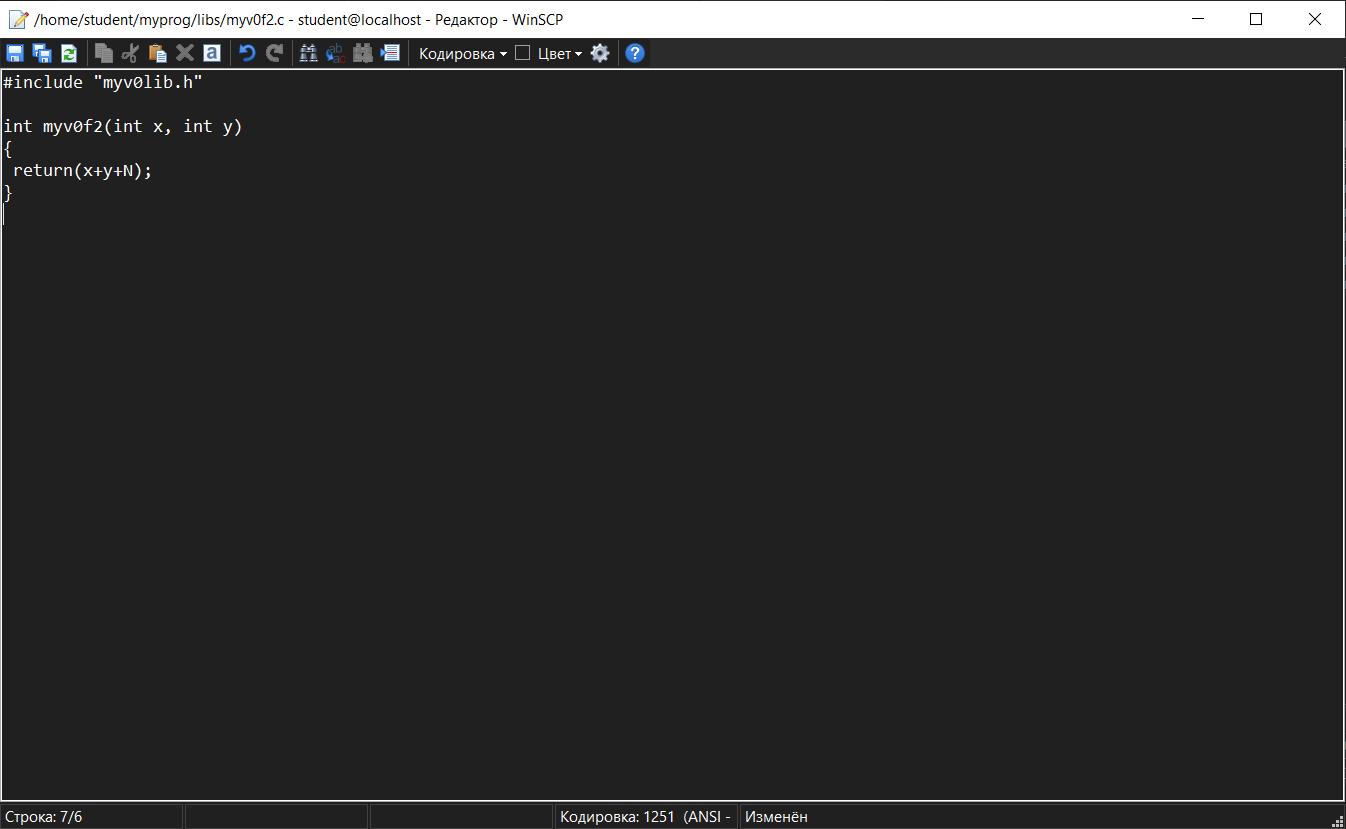 /home/student/myprog/libs/myv0f2.c - student@localhost - Редактор - WinSCP
Кодировка Цвет
#include "myv0lib.h"
int myv0f2(int x, int y)
{
 return(x+y+N);
}
Строка: 7/6 Кодировка: 1251 (ANSI - Изменён